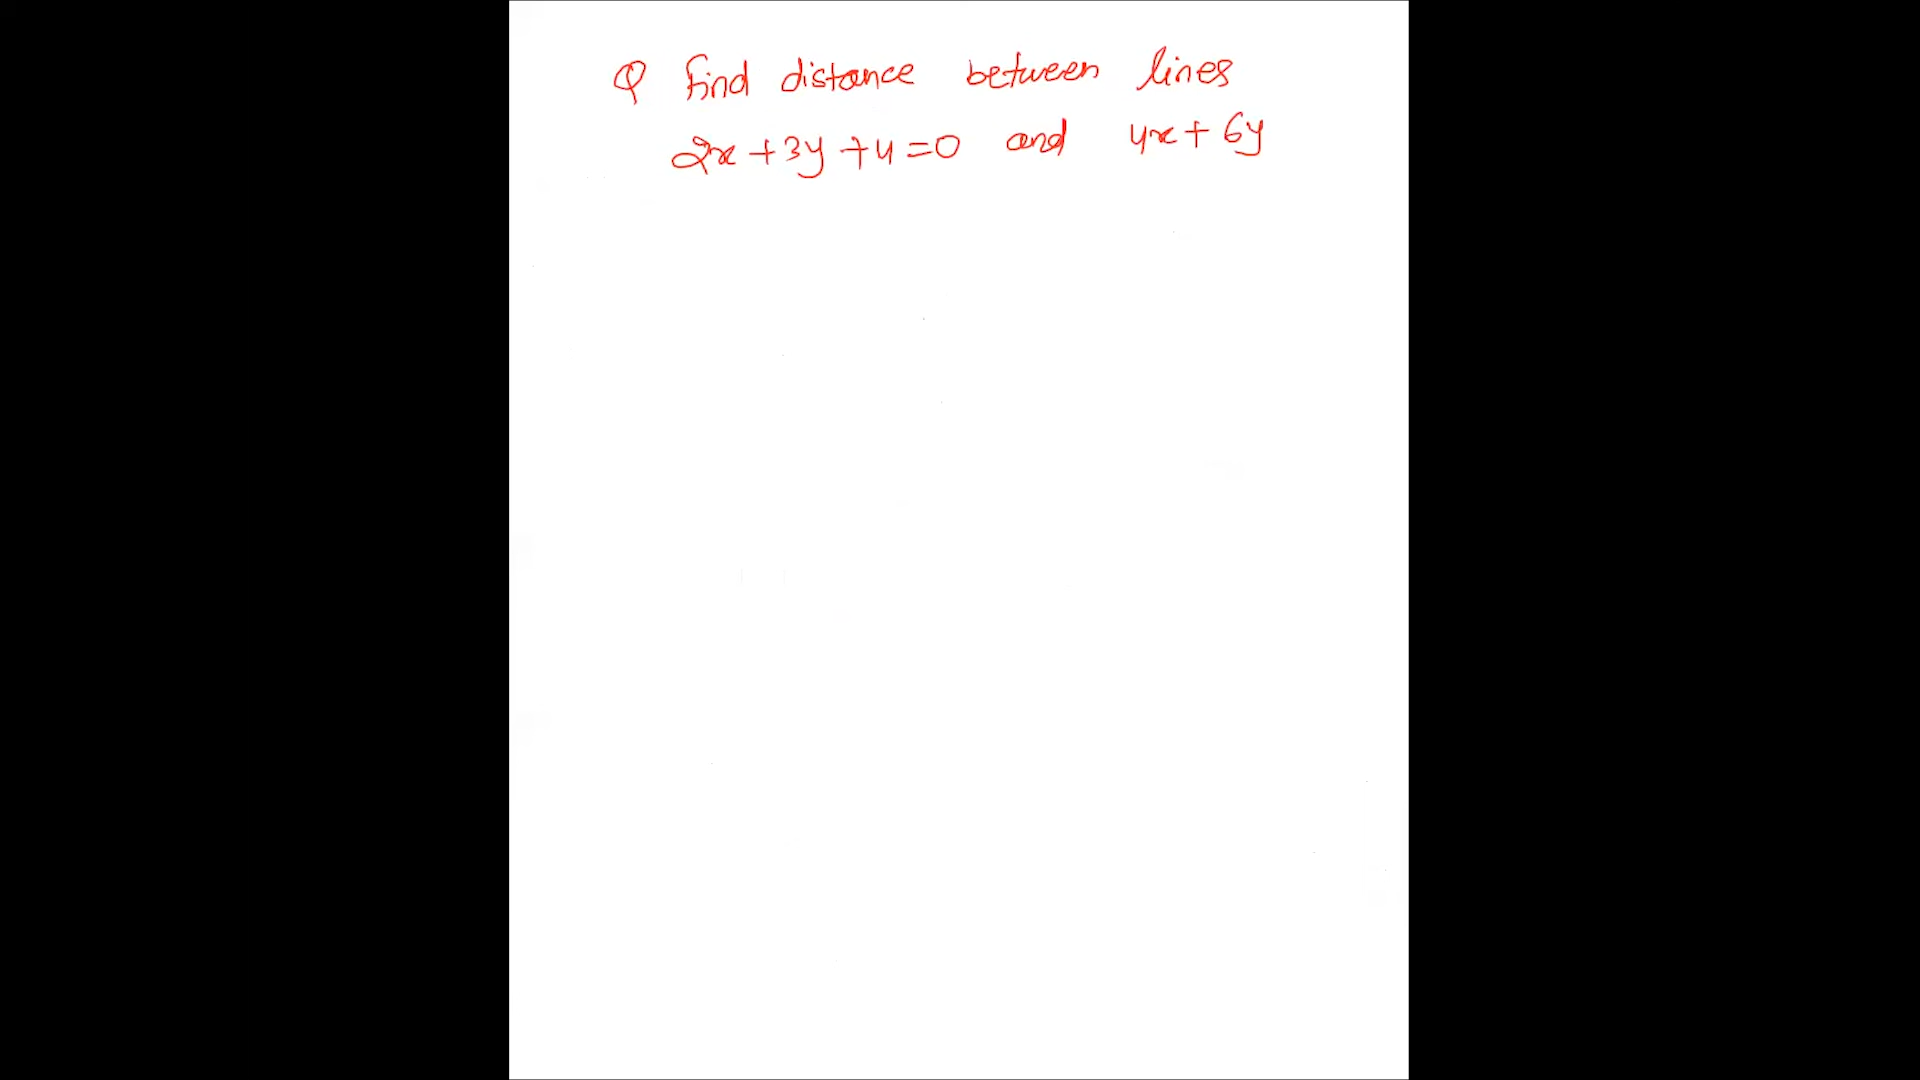 Q Find distance between lines
2x + 3y + 4 = 0 and 4x + 6y